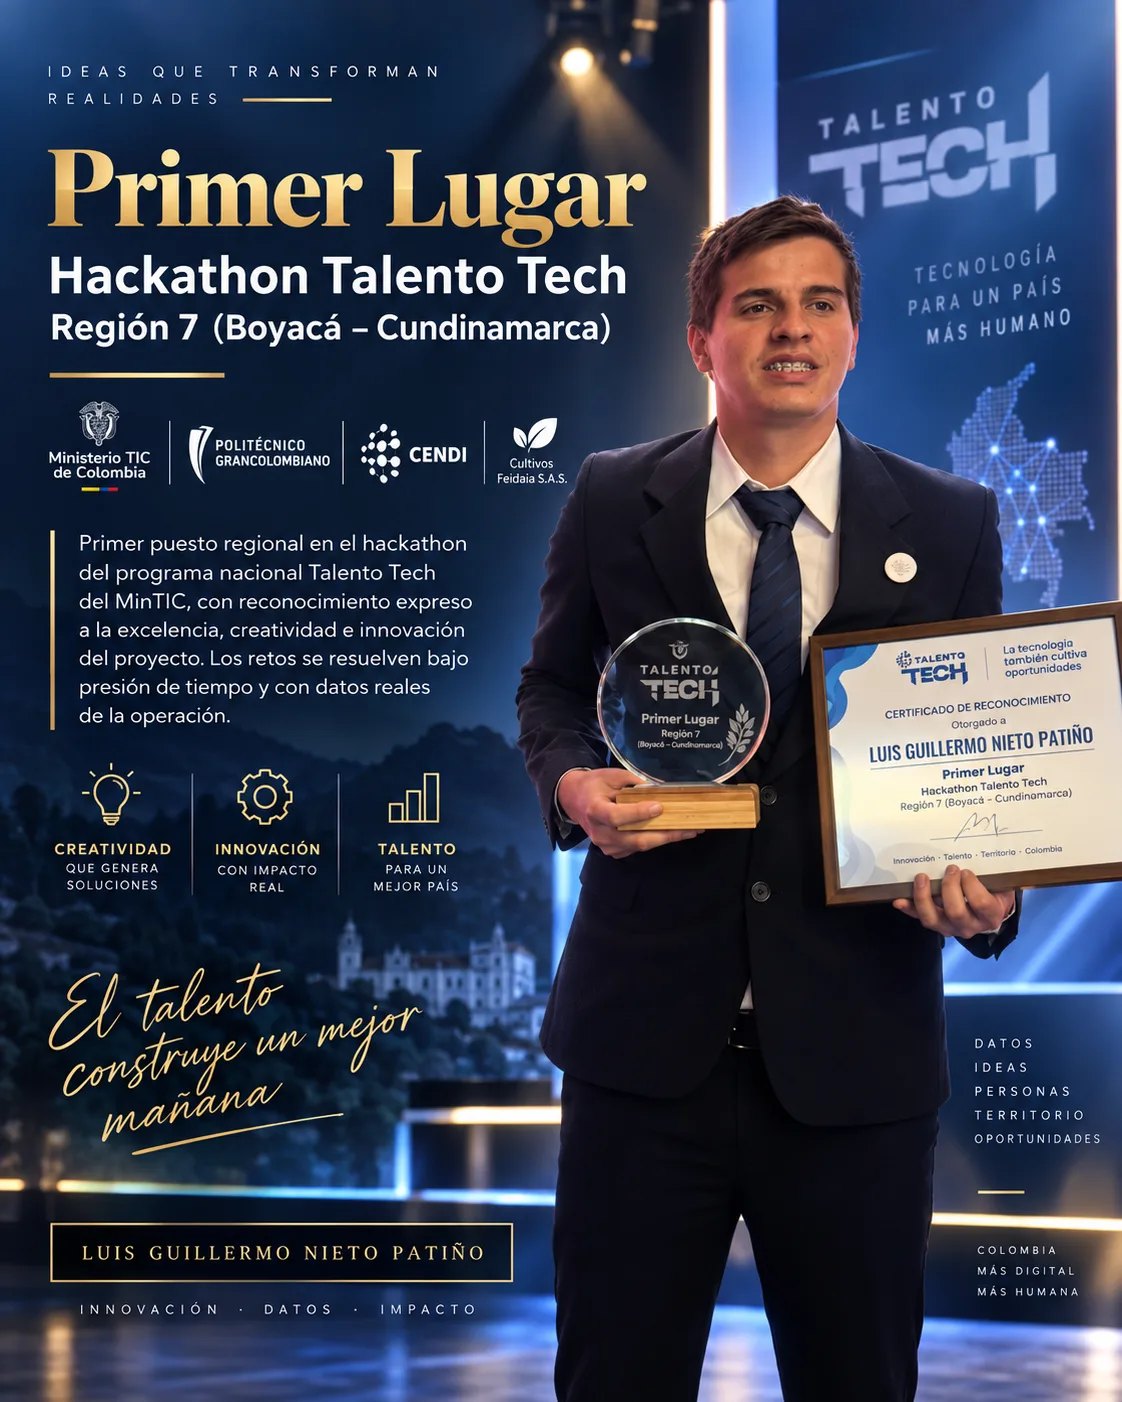 IDEAS QUE TRANSFORMAN
REALIDADES
Primer Lugar
Hackathon Talento Tech
Región 7 (Boyacá – Cundinamarca)
Ministerio TIC
de Colombia
POLITÉCNICO
GRANCOLOMBIANO
CENDI
Cultivos
Feidaia S.A.S.
Primer puesto regional en el hackathon
del programa nacional Talento Tech
del MinTIC, con reconocimiento expreso
a la excelencia, creatividad e innovación
del proyecto. Los retos se resuelven bajo
presión de tiempo y con datos reales
de la operación.
CREATIVIDAD
QUE GENERA
SOLUCIONES
INNOVACIÓN
CON IMPACTO
REAL
TALENTO
PARA UN
MEJOR PAÍS
El talento
construye un mejor
mañana
LUIS GUILLERMO NIETO PATIÑO
INNOVACIÓN · DATOS · IMPACTO
TALENTO
TECH
TECNOLOGÍA
PARA UN PAÍS
MÁS HUMANO
TALENTO
TECH
Primer Lugar
Región 7
(Boyacá – Cundinamarca)
TALENTO
TECH
La tecnología
también cultiva
oportunidades
CERTIFICADO DE RECONOCIMIENTO
Otorgado a
LUIS GUILLERMO NIETO PATIÑO
Primer Lugar
Hackathon Talento Tech
Región 7 (Boyacá – Cundinamarca)
Innovación · Talento · Territorio · Colombia
DATOS
IDEAS
PERSONAS
TERRITORIO
OPORTUNIDADES
COLOMBIA
MÁS DIGITAL
MÁS HUMANA